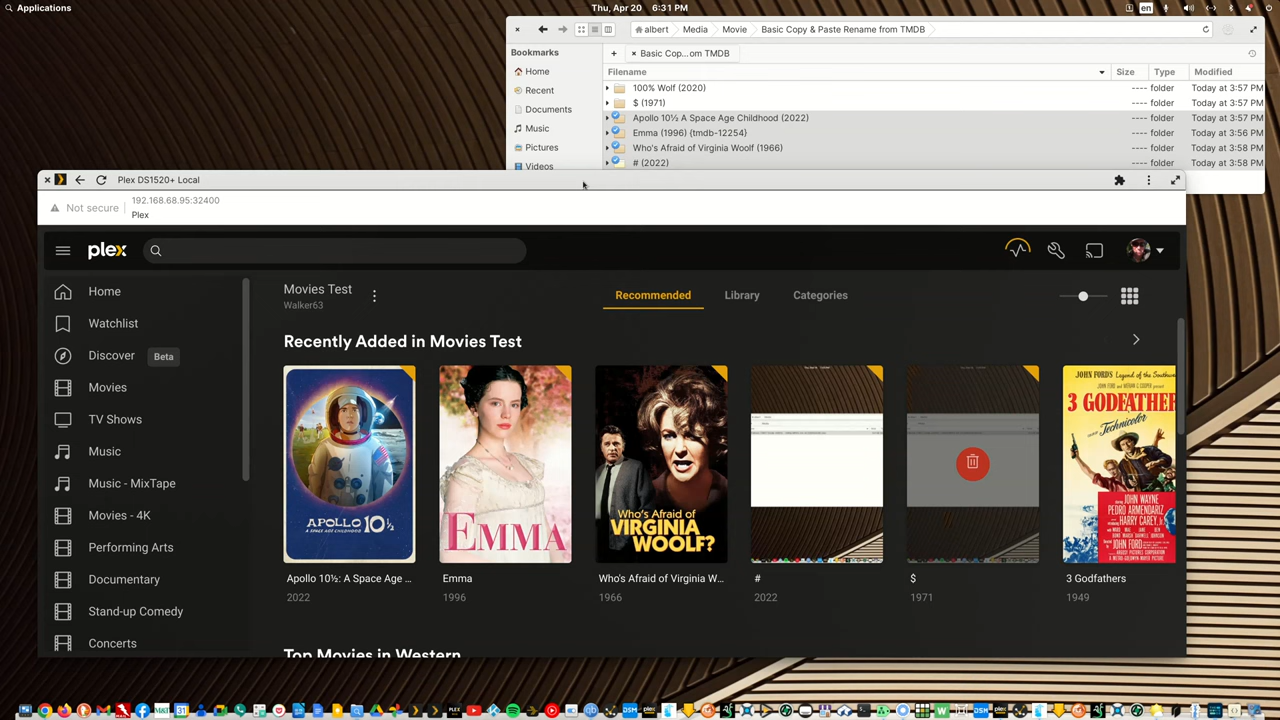 Applications
Thu, Apr 20 6:31 PM
en
albert Media Movie Basic Copy & Paste Rename from TMDB
Bookmarks
Basic Cop...om TMDB
Filename Size Type Modified
Home
Recent
Documents
Music
Pictures
Videos
100% Wolf (2020) ---- folder Today at 3:57 PM
$ (1971) ---- folder Today at 3:57 PM
Apollo 10½ A Space Age Childhood (2022) ---- folder Today at 3:57 PM
Emma (1996) {tmdb-12254} ---- folder Today at 3:56 PM
Who's Afraid of Virginia Woolf (1966) ---- folder Today at 3:58 PM
# (2022) ---- folder Today at 3:58 PM
Plex DS1520+ Local
Not secure
192.168.68.95:32400
Plex
plex
Home
Watchlist
Discover Beta
Movies
TV Shows
Music
Music - MixTape
Movies - 4K
Performing Arts
Documentary
Stand-up Comedy
Concerts
Movies Test
Walker63
Recommended Library Categories
Recently Added in Movies Test
APOLLO 10½
A SPACE AGE CHILDHOOD
EMMA
Who's Afraid of
VIRGINIA
WOOLF?
JOHN FORD'S Legend of the Southwe
3 GODFATHER
Technicolor
JOHN WAYNE
PEDRO ARMENDARIZ
HARRY CAREY, Jr.
JOHN FORD
Apollo 10½: A Space Age ...
2022
Emma
1996
Who's Afraid of Virginia W...
1966
#
2022
$
1971
3 Godfathers
1949
Top Movies in Western